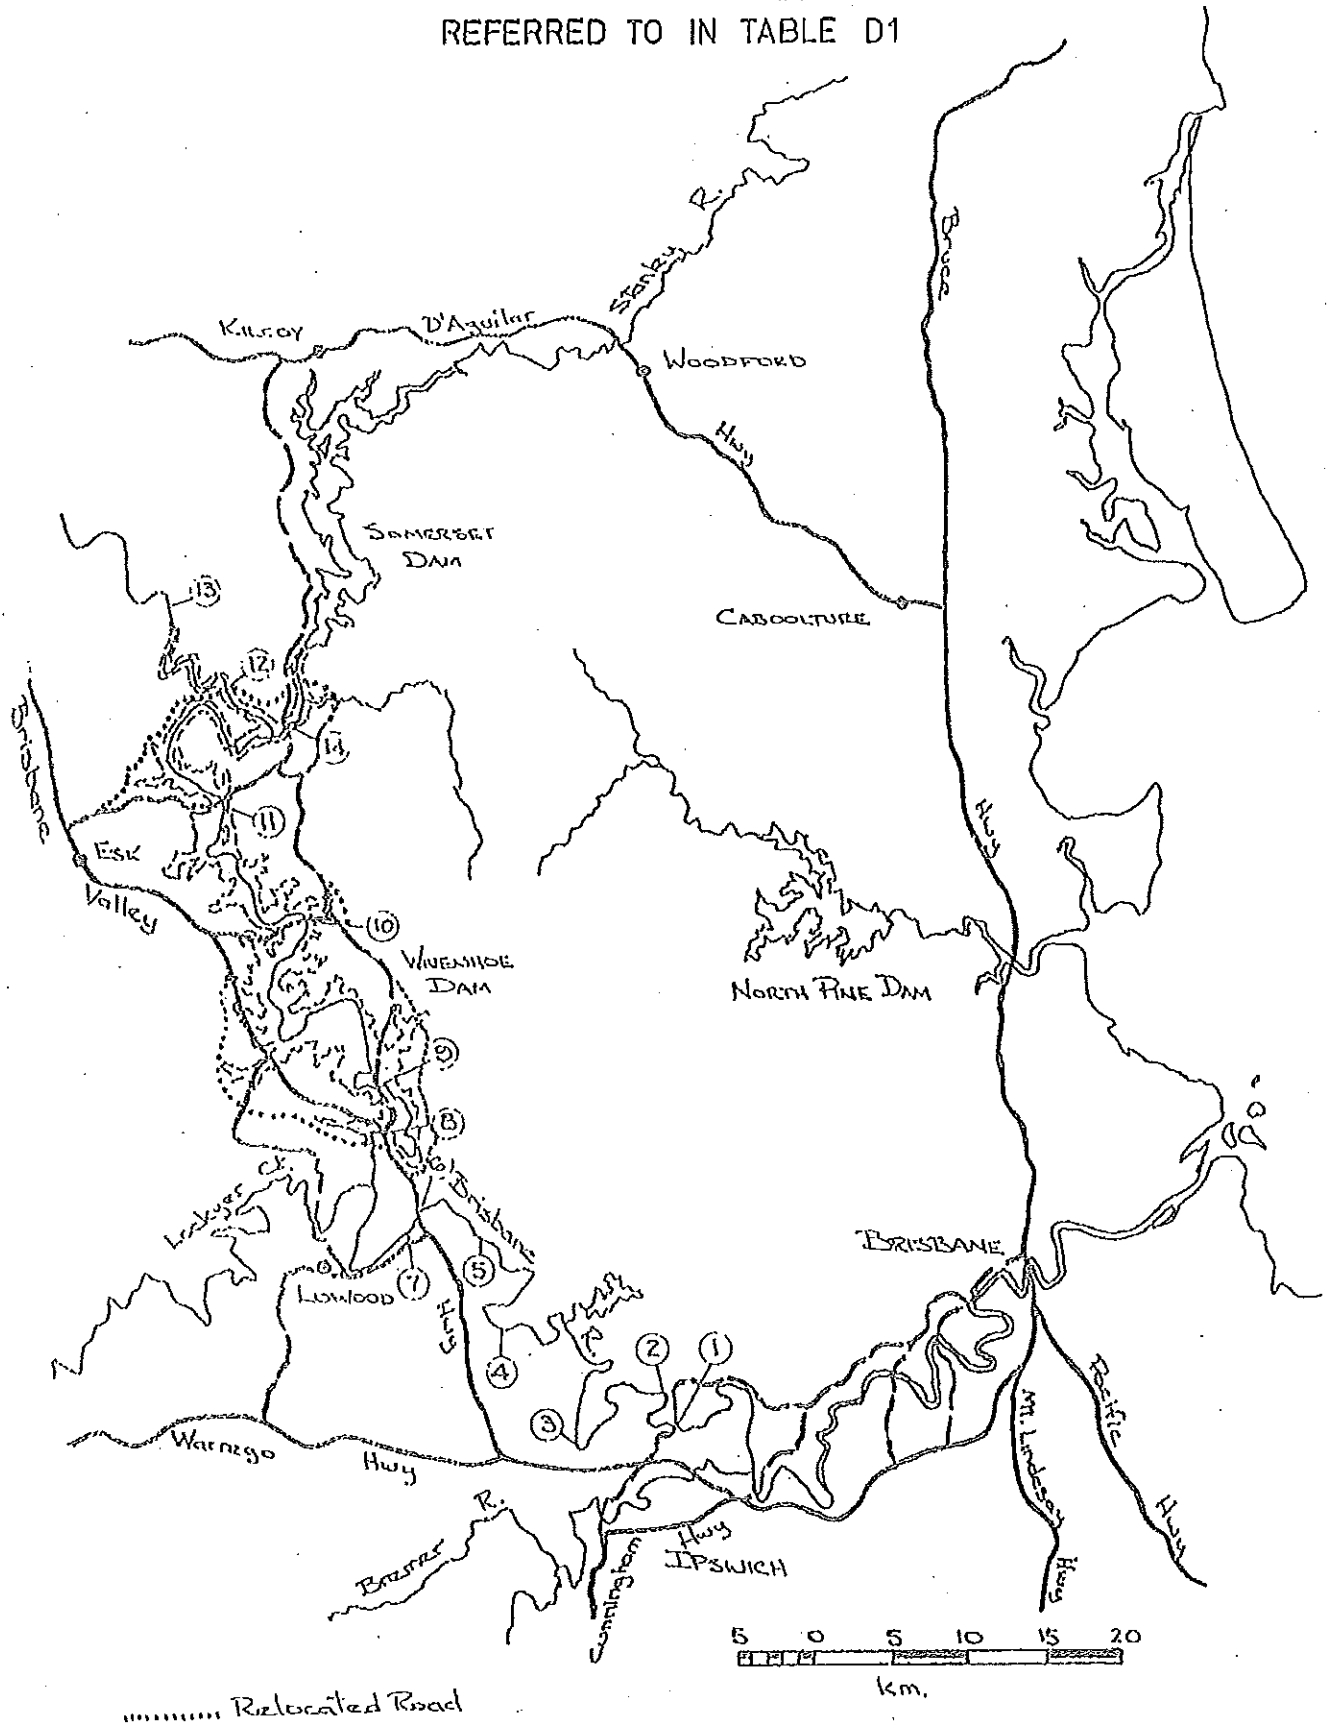 REFERRED TO IN TABLE D1
Stanley R.
Bruce
Kilcoy
D'Aguilar
WOODFORD
Hwy
SOMERSET
DAM
13
CABOOLTURE
12
14
Brisbane
11
Hwy
ESK
Valley
10
WIVENHOE
DAM
NORTH PINE DAM
9
8
6
Brisbane
Lockyer Ck.
BRISBANE
5
7
LOWOOD
Hwy
R.
4
2
1
3
Pacific
Mt. Lindesay
Warrego
Hwy
Hwy
Hwy
Bremer R.
Hwy
IPSWICH
Cunningham
5 0 5 10 15 20
km.
Relocated Road